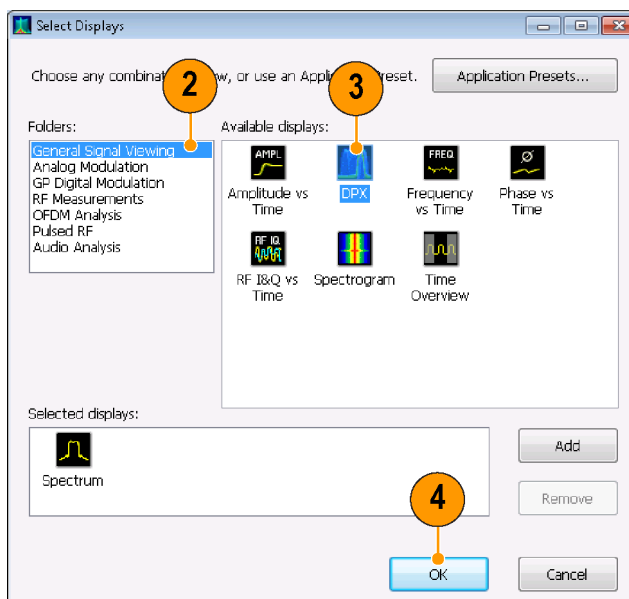 Select Displays
Choose any combinat w, or use an Appli reset.
Application Presets...
2
3
Folders:
Available displays:
General Signal Viewing
Analog Modulation
GP Digital Modulation
RF Measurements
OFDM Analysis
Pulsed RF
Audio Analysis
AMPL
FREQ
Ø
Amplitude vs
Time
DPX
Frequency
vs Time
Phase vs
Time
RF IQ
RF I&Q vs
Time
Spectrogram
Time
Overview
Selected displays:
Spectrum
Add
Remove
4
OK
Cancel